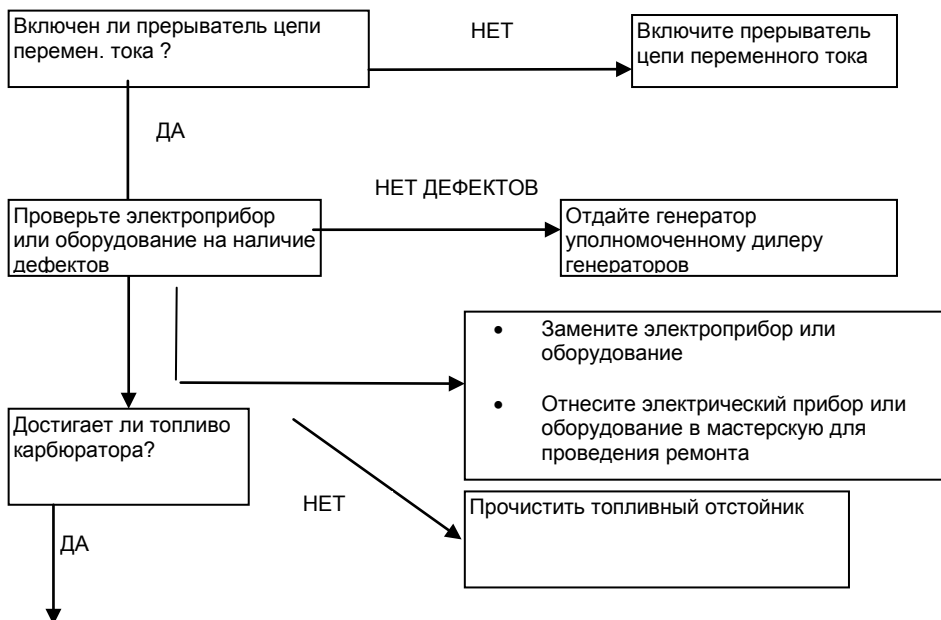 Включен ли прерыватель цепи
перемен. тока ?
НЕТ
Включите прерыватель
цепи переменного тока
ДА
НЕТ ДЕФЕКТОВ
Проверьте электроприбор
или оборудование на наличие
дефектов
Отдайте генератор
уполномоченному дилеру
генераторов
• Замените электроприбор или
оборудование
• Отнесите электрический прибор или
оборудование в мастерскую для
проведения ремонта
Достигает ли топливо
карбюратора?
НЕТ
Прочистить топливный отстойник
ДА